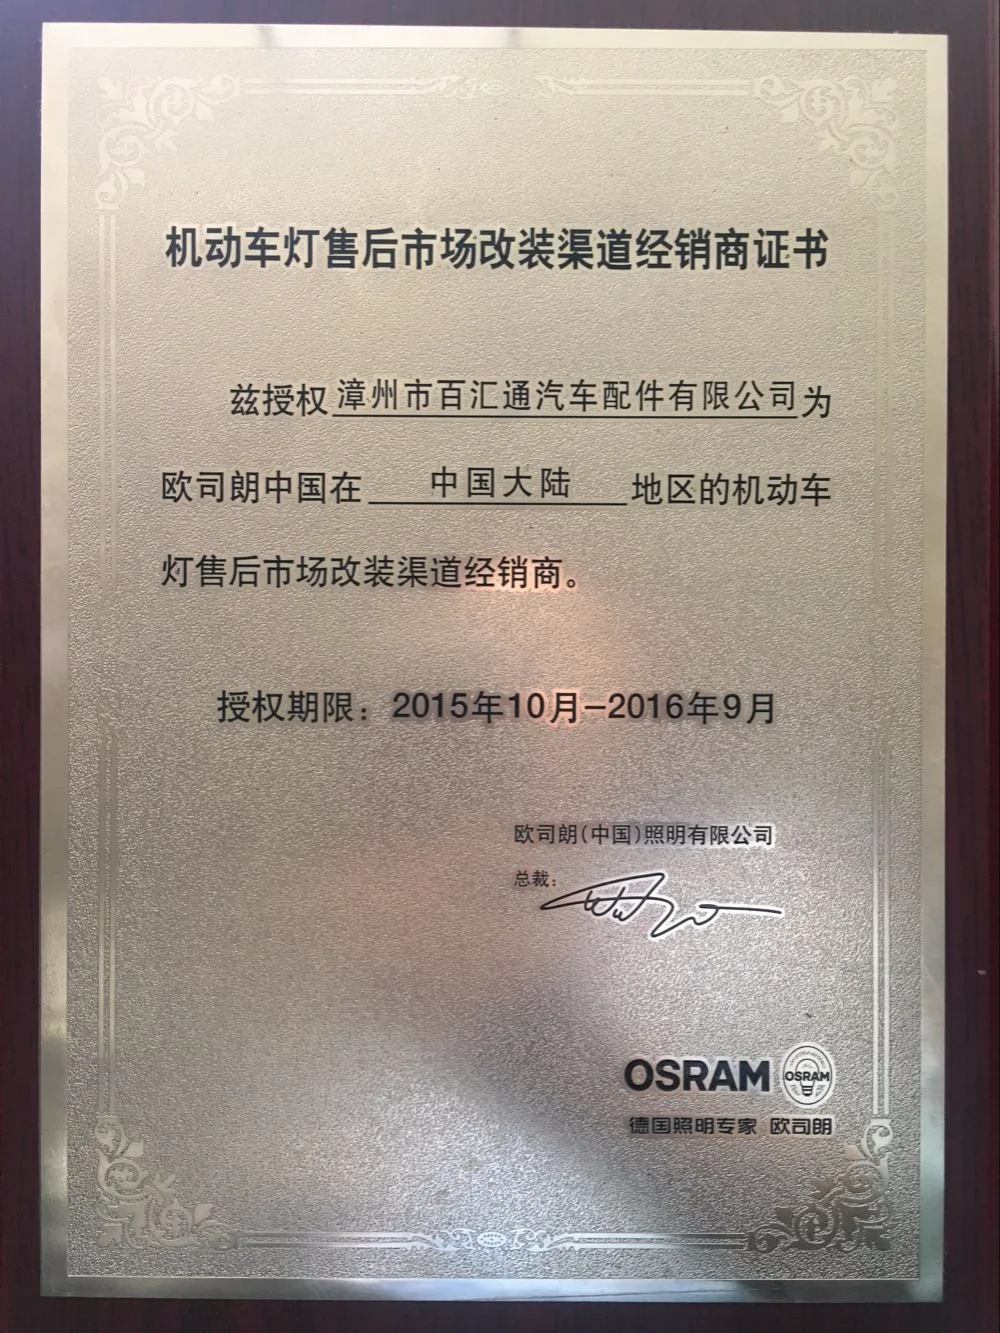 机动车灯售后市场改装渠道经销商证书
兹授权漳州市百汇通汽车配件有限公司为
欧司朗中国在 中国大陆 地区的机动车
灯售后市场改装渠道经销商。
授权期限：2015年10月-2016年9月
欧司朗(中国)照明有限公司
总裁：
OSRAM OSRAM
德国照明专家 欧司朗